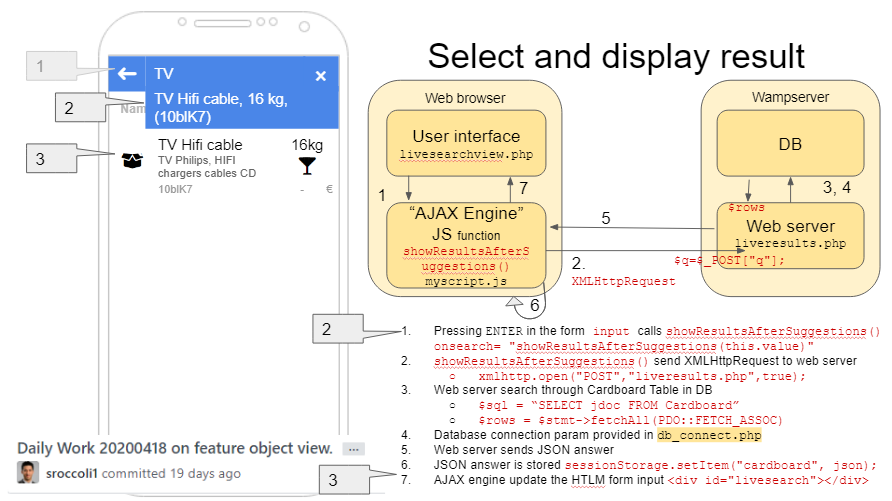 Select and display result
1
TV
2
TV Hifi cable, 16 kg,
(10blK7)
Nam
3
TV Hifi cable
16kg
TV Philips, HIFI
chargers cables CD
10blK7
- €
Web browser
User interface
livesearchview.php
1
7
“AJAX Engine”
JS function
showResultsAfterS
uggestions()
myscript.js
6
5
2.
XMLHttpRequest
Wampserver
DB
3, 4
$rows
Web server
liveresults.php
$q=$_POST["q"];
2
1. Pressing ENTER in the form input calls showResultsAfterSuggestions()
onsearch= "showResultsAfterSuggestions(this.value)"
2. showResultsAfterSuggestions() send XMLHttpRequest to web server
○ xmlhttp.open("POST","liveresults.php",true);
3. Web server search through Cardboard Table in DB
○ $sql = “SELECT jdoc FROM Cardboard”
○ $rows = $stmt->fetchAll(PDO::FETCH_ASSOC)
4. Database connection param provided in db_connect.php
5. Web server sends JSON answer
6. JSON answer is stored sessionStorage.setItem("cardboard", json);
7. AJAX engine update the HTLM form input <div id="livesearch"></div>
3
Daily Work 20200418 on feature object view. ...
sroccoli1 committed 19 days ago